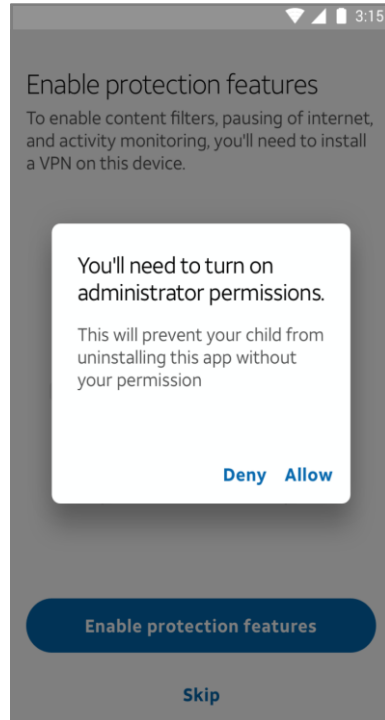 3:15
Enable protection features
To enable content filters, pausing of internet,
and activity monitoring, you'll need to install
a VPN on this device.
You'll need to turn on
administrator permissions.
This will prevent your child from
uninstalling this app without
your permission
Deny Allow
Enable protection features
Skip